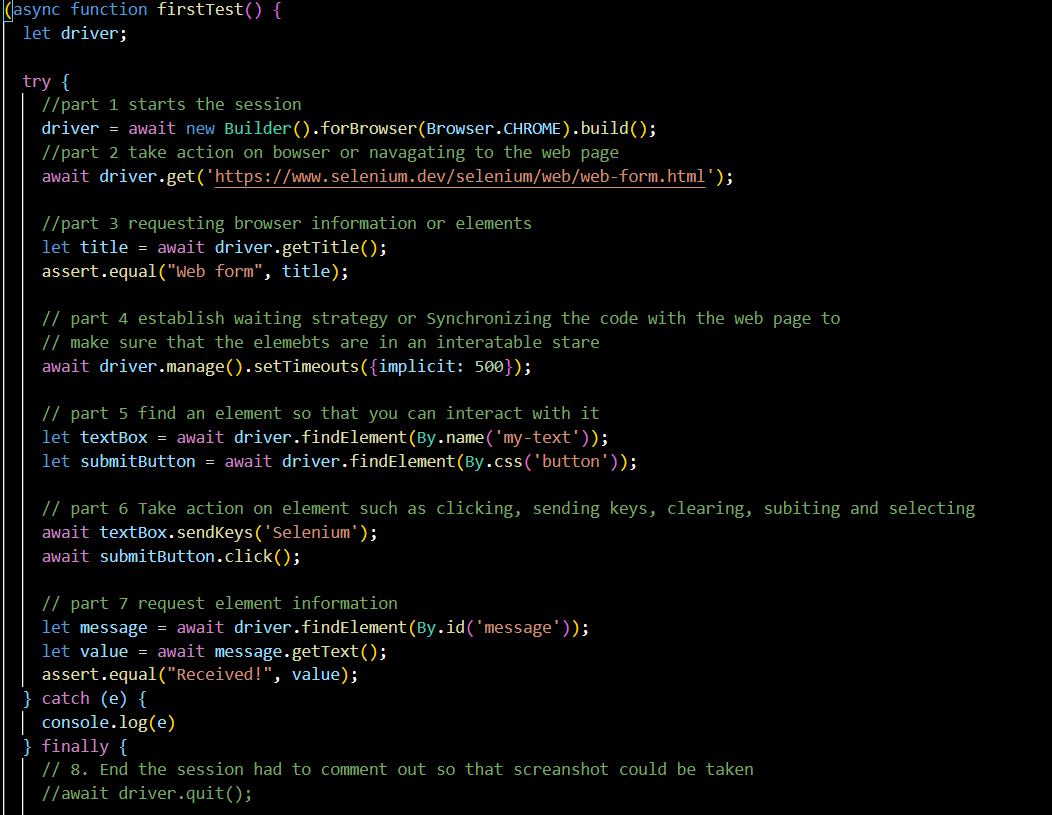 (async function firstTest() {
let driver;
try {
//part 1 starts the session
driver = await new Builder().forBrowser(Browser.CHROME).build();
//part 2 take action on bowser or navagating to the web page
await driver.get('https://www.selenium.dev/selenium/web/web-form.html');
//part 3 requesting browser information or elements
let title = await driver.getTitle();
assert.equal("Web form", title);
// part 4 establish waiting strategy or Synchronizing the code with the web page to
// make sure that the elemebts are in an interatable stare
await driver.manage().setTimeouts({implicit: 500});
// part 5 find an element so that you can interact with it
let textBox = await driver.findElement(By.name('my-text'));
let submitButton = await driver.findElement(By.css('button'));
// part 6 Take action on element such as clicking, sending keys, clearing, subiting and selecting
await textBox.sendKeys('Selenium');
await submitButton.click();
// part 7 request element information
let message = await driver.findElement(By.id('message'));
let value = await message.getText();
assert.equal("Received!", value);
} catch (e) {
console.log(e)
} finally {
// 8. End the session had to comment out so that screanshot could be taken
//await driver.quit();